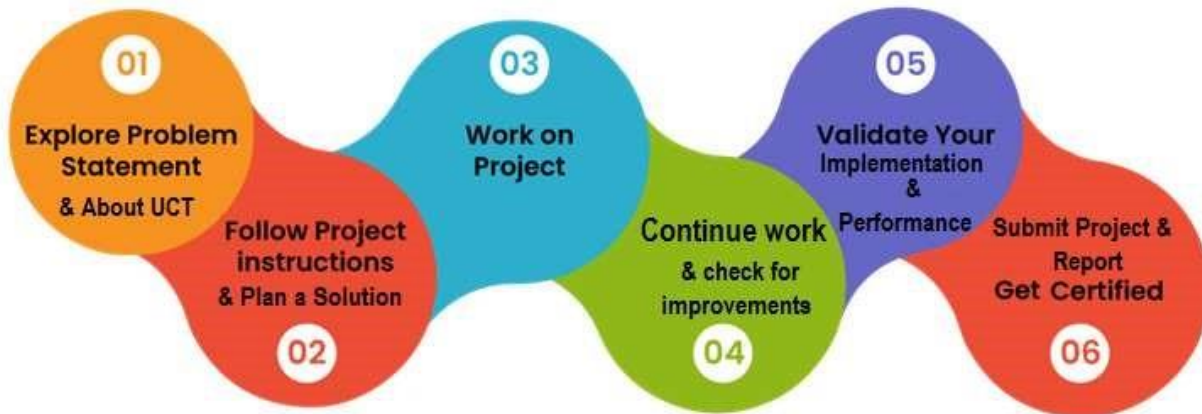 01
Explore Problem
Statement
& About UCT
Follow Project
instructions
& Plan a Solution
02
03
Work on
Project
Continue work
& check for
improvements
04
05
Validate Your
Implementation
&
Performance
Submit Project &
Report
Get Certified
06